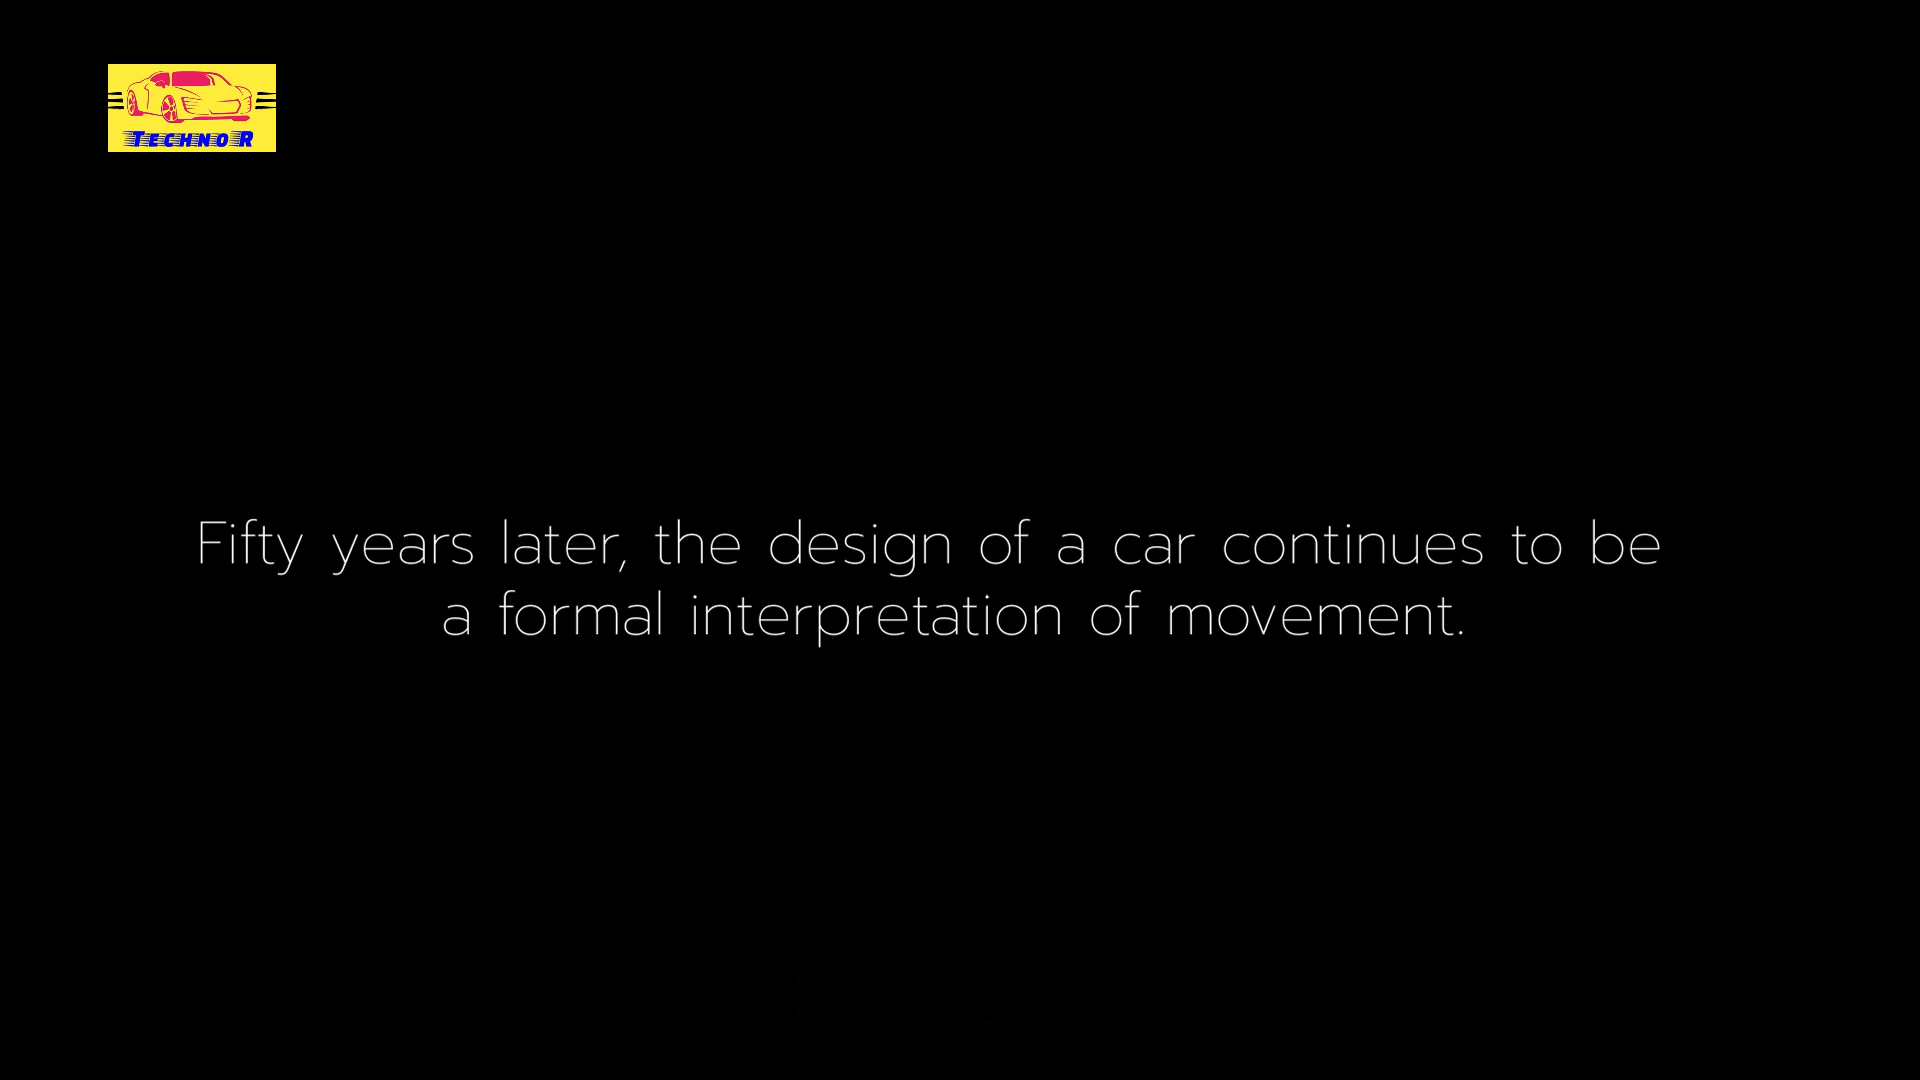 TECHNO R
Fifty years later, the design of a car continues to be
a formal interpretation of movement.